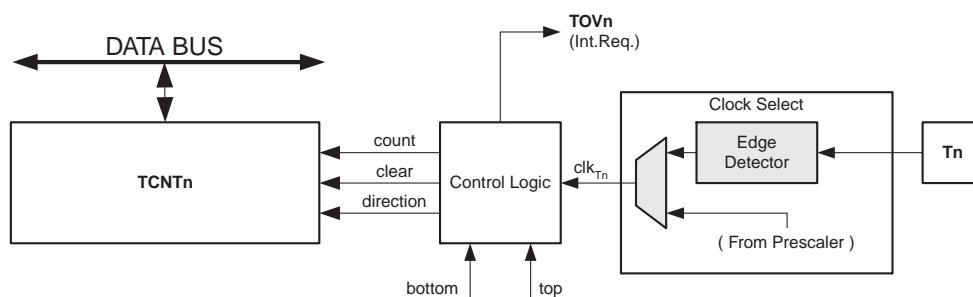 TOVn
(Int.Req.)
DATA BUS
Clock Select
count
Edge
Detector
Tn
TCNTn
clear
Control Logic
clkTn
direction
( From Prescaler )
bottom
top